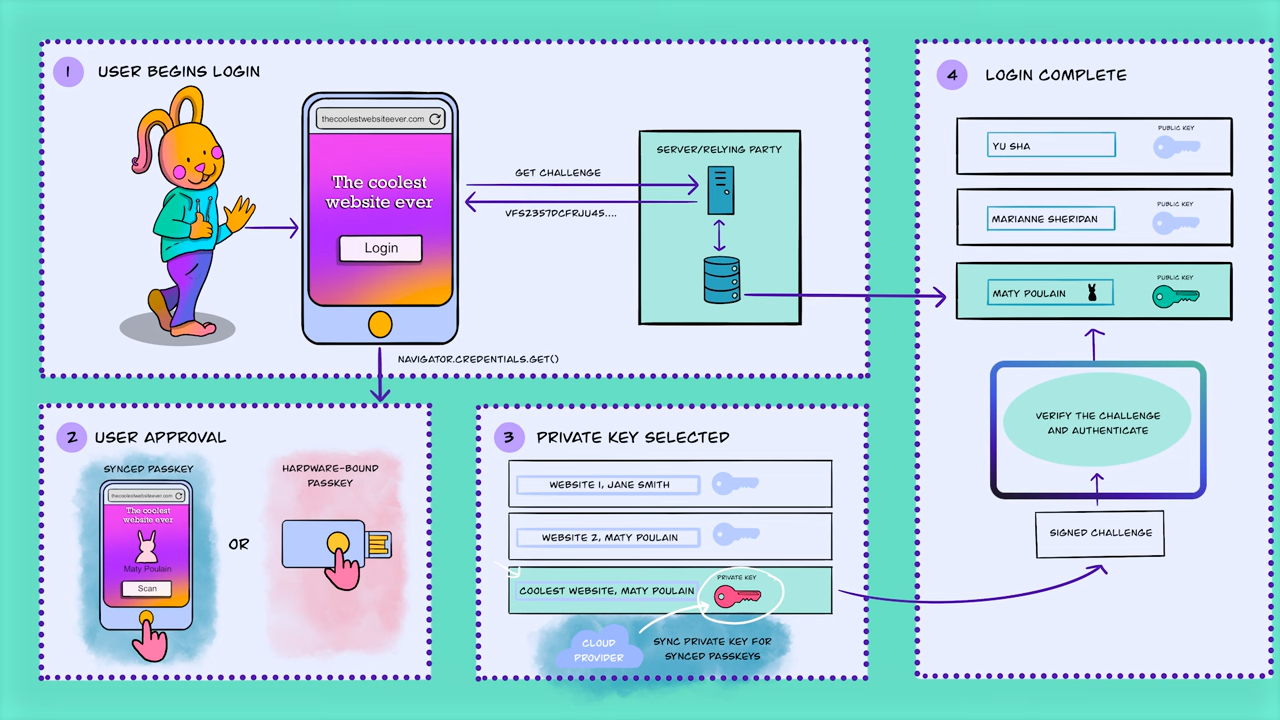 1
USER BEGINS LOGIN
thecoolestwebsiteever.com
The coolest
website ever
Login
GET CHALLENGE
VFS2357DCFRJU45....
SERVER/RELYING PARTY
NAVIGATOR.CREDENTIALS.GET()
2
USER APPROVAL
SYNCED PASSKEY
thecoolestwebsiteever.com
The coolest
website ever
Maty Poulain
Scan
OR
HARDWARE-BOUND
PASSKEY
3
PRIVATE KEY SELECTED
WEBSITE 1, JANE SMITH
WEBSITE 2, MATY POULAIN
COOLEST WEBSITE, MATY POULAIN
PRIVATE KEY
CLOUD
PROVIDER
SYNC PRIVATE KEY FOR
SYNCED PASSKEYS
4
LOGIN COMPLETE
YU SHA
PUBLIC KEY
MARIANNE SHERIDAN
PUBLIC KEY
MATY POULAIN
PUBLIC KEY
VERIFY THE CHALLENGE
AND AUTHENTICATE
SIGNED CHALLENGE